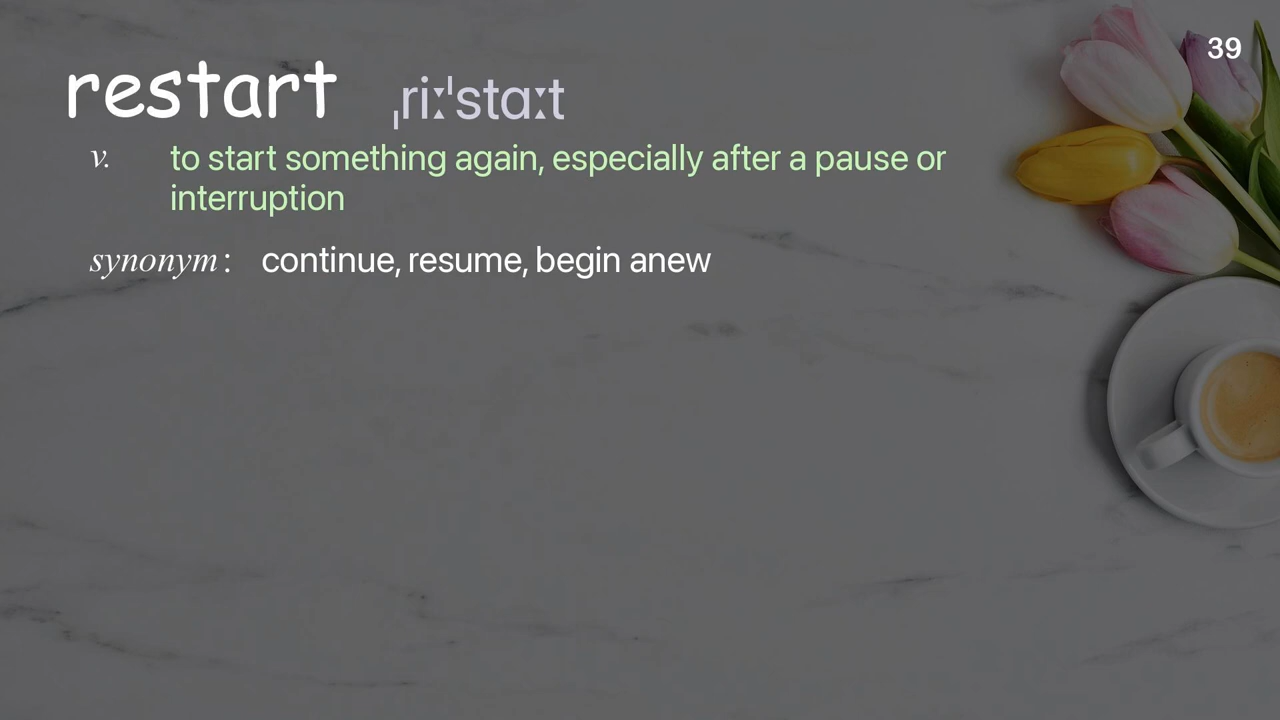 39
restart ˌriːˈstɑːt
v. to start something again, especially after a pause or
interruption
synonym : continue, resume, begin anew